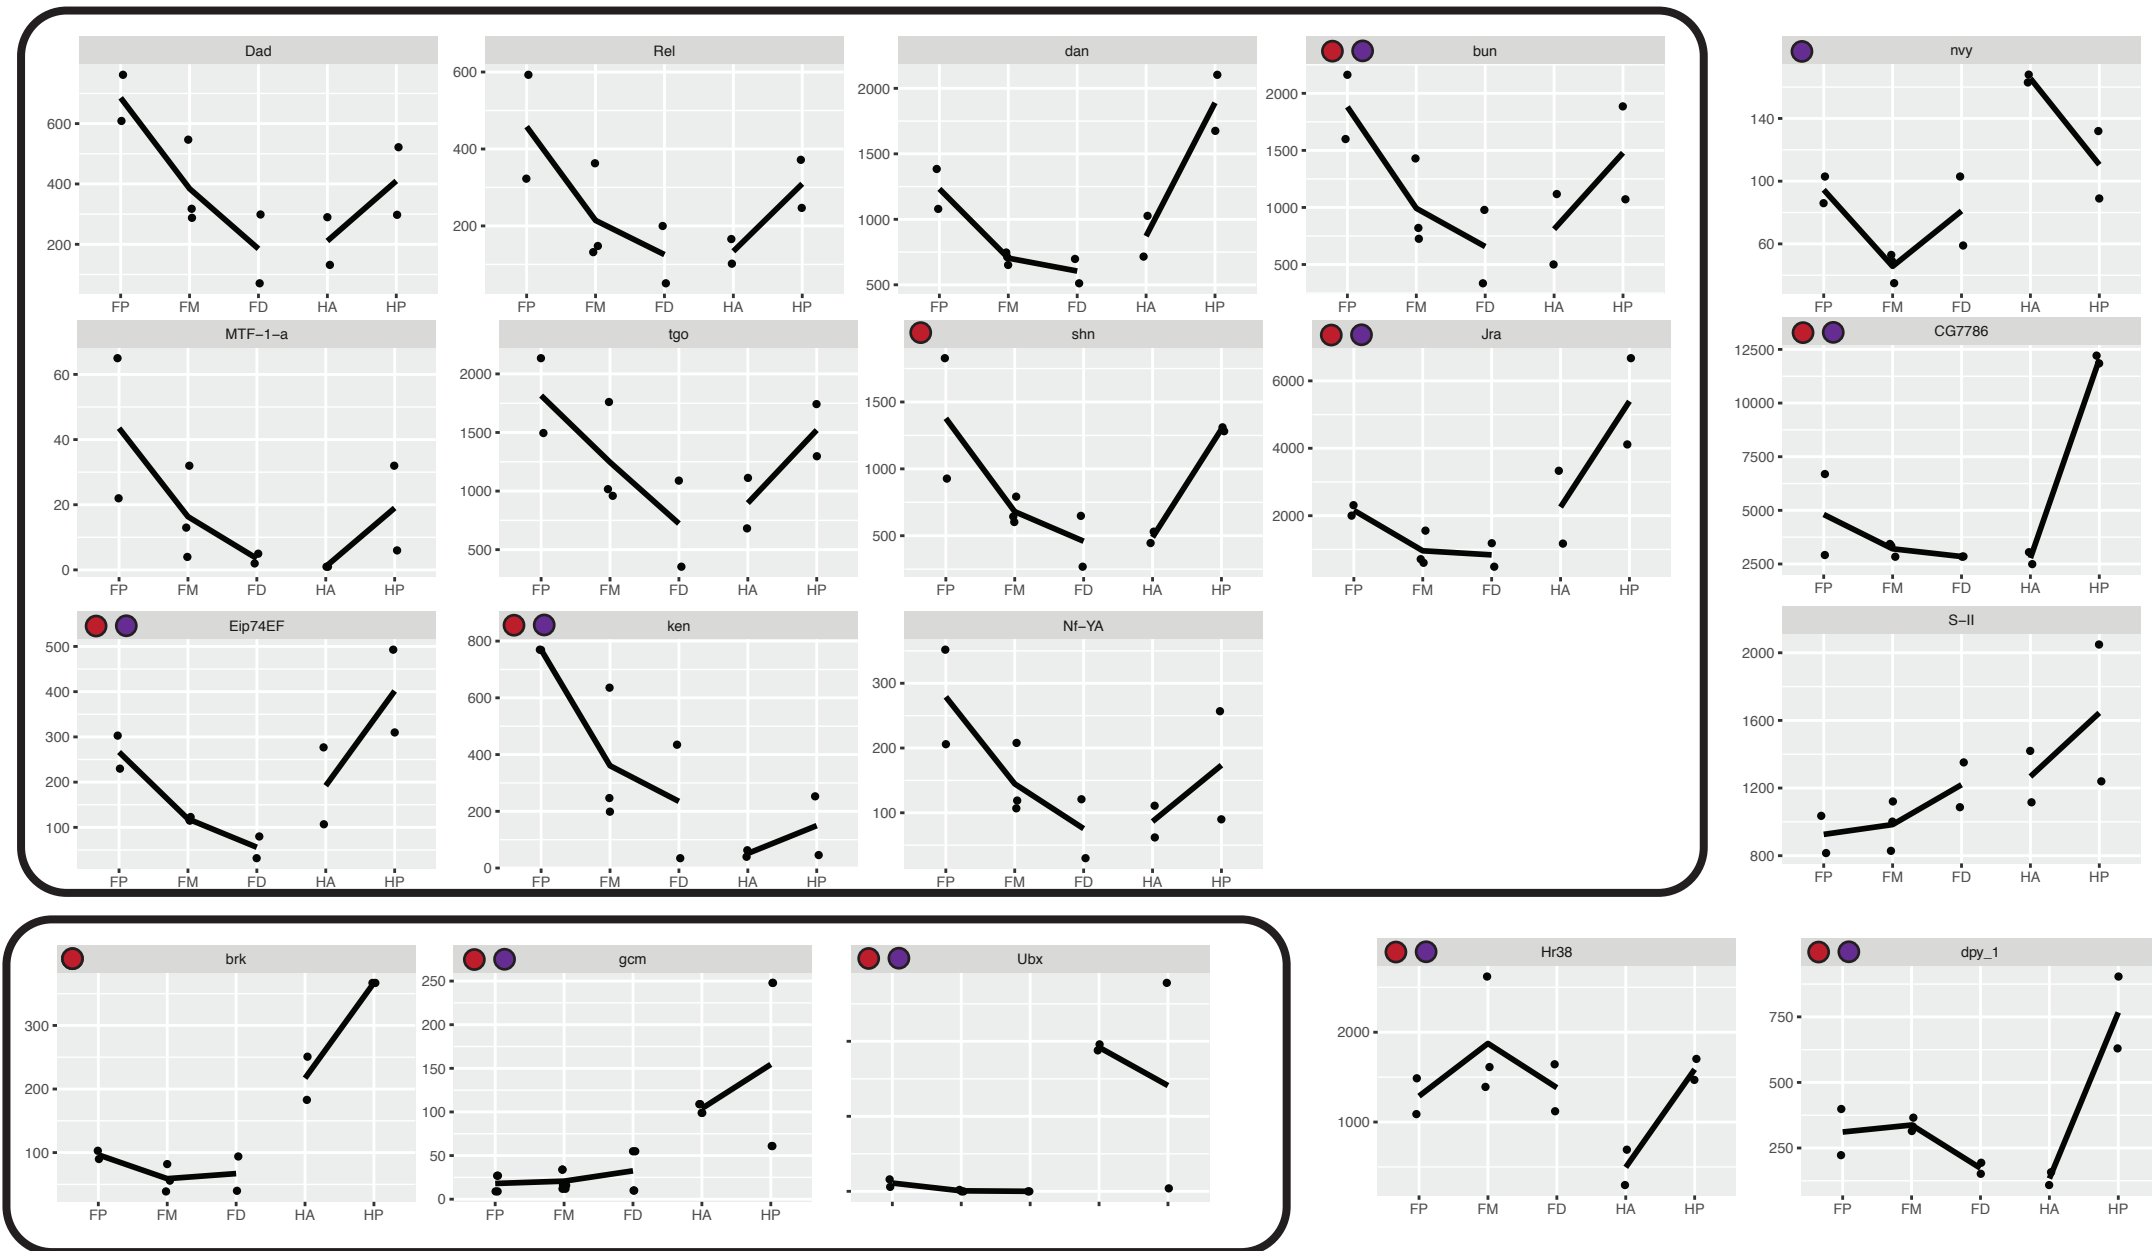 Dad Rel dan bun nvy
600 400 200
600 400 200
2000 1500 1000 500
2000 1500 1000 500
140 100 60
FP FM FD HA HP
FP FM FD HA HP
FP FM FD HA HP
FP FM FD HA HP
FP FM FD HA HP
MTF−1−a tgo shn Jra CG7786
60 40 20 0
2000 1500 1000 500
1500 1000 500
6000 4000 2000
12500 10000 7500 5000 2500
FP FM FD HA HP
FP FM FD HA HP
FP FM FD HA HP
FP FM FD HA HP
FP FM FD HA HP
Eip74EF ken Nf−YA S−II
500 400 300 200 100
800 600 400 200 0
300 200 100
2000 1600 1200 800
FP FM FD HA HP
FP FM FD HA HP
FP FM FD HA HP
FP FM FD HA HP
brk gcm Ubx Hr38 dpy_1
300 200 100
250 200 150 100 50 0
2000 1000
750 500 250
FP FM FD HA HP
FP FM FD HA HP
FP FM FD HA HP
FP FM FD HA HP